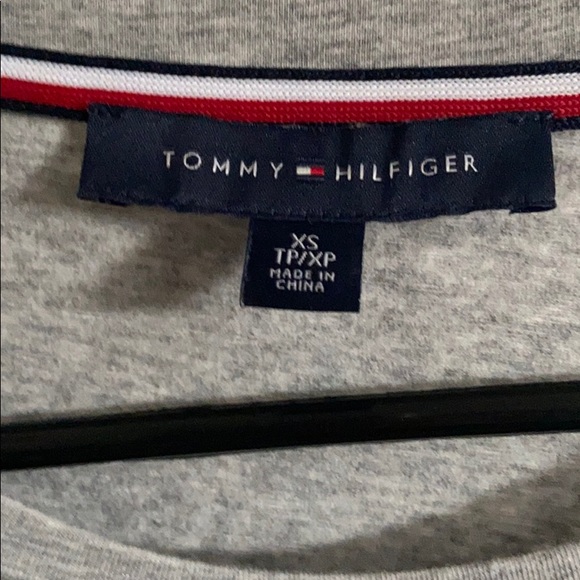 TOMMY HILFIGER
XS
TP/XP
MADE IN
CHINA